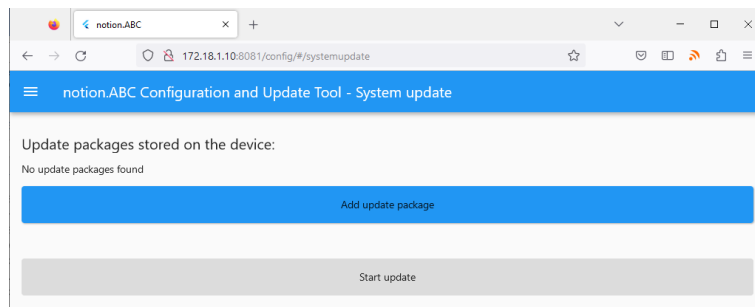 notion.ABC
172.18.1.10:8081/config/#/systemupdate
notion.ABC Configuration and Update Tool - System update
Update packages stored on the device:
No update packages found
Add update package
Start update